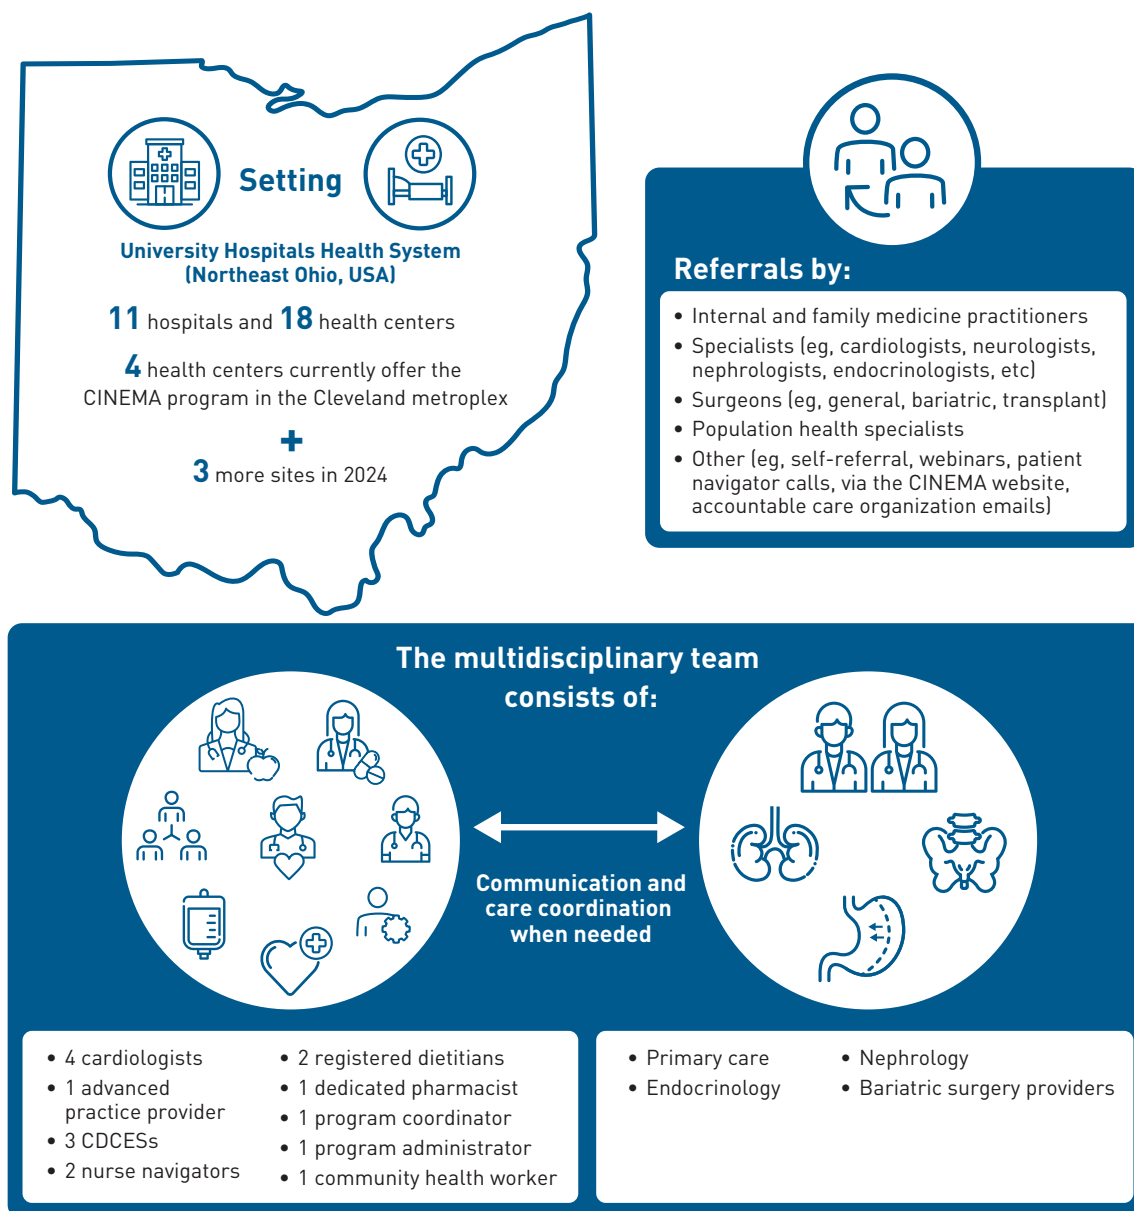 Setting
University Hospitals Health System
(Northeast Ohio, USA)
11 hospitals and 18 health centers
4 health centers currently offer the
CINEMA program in the Cleveland metroplex
+
3 more sites in 2024
Referrals by:
• Internal and family medicine practitioners
• Specialists (eg, cardiologists, neurologists,
nephrologists, endocrinologists, etc)
• Surgeons (eg, general, bariatric, transplant)
• Population health specialists
• Other (eg, self-referral, webinars, patient
navigator calls, via the CINEMA website,
accountable care organization emails)
The multidisciplinary team
consists of:
Communication and
care coordination
when needed
• 4 cardiologists
• 1 advanced
practice provider
• 3 CDCESs
• 2 nurse navigators
• 2 registered dietitians
• 1 dedicated pharmacist
• 1 program coordinator
• 1 program administrator
• 1 community health worker
• Primary care
• Endocrinology
• Nephrology
• Bariatric surgery providers